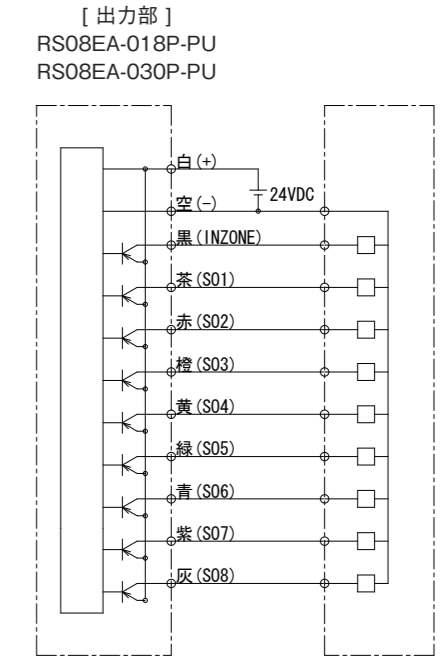 [ 出力部 ]
RS08EA-018P-PU
RS08EA-030P-PU
白(+)
24VDC
空(-)
黒(INZONE)
茶(S01)
赤(S02)
橙(S03)
黄(S04)
緑(S05)
青(S06)
紫(S07)
灰(S08)